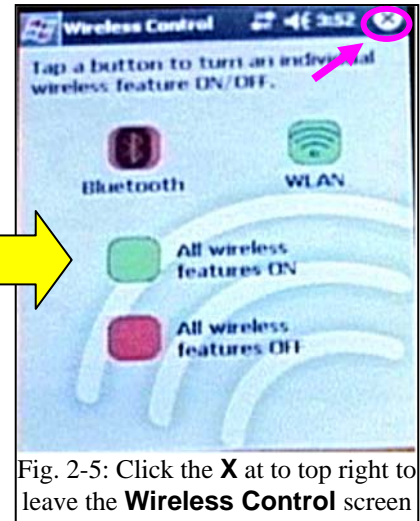 Wireless Control 3:52
Tap a button to turn an individual
wireless feature ON/OFF.
Bluetooth WLAN
All wireless
features ON
All wireless
features OFF
Fig. 2-5: Click the X at to top right to
leave the Wireless Control screen